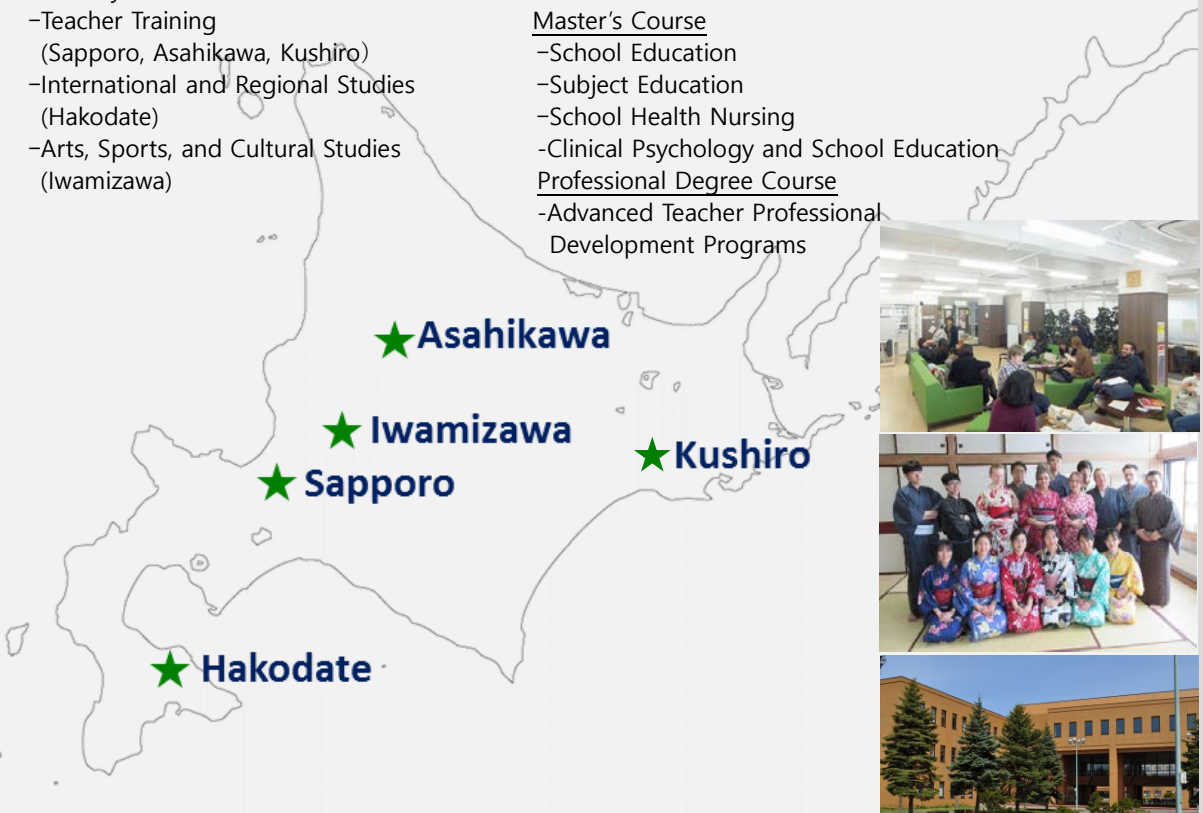 -Teacher Training
(Sapporo, Asahikawa, Kushiro）
-International and Regional Studies
(Hakodate)
-Arts, Sports, and Cultural Studies
(Iwamizawa)
Master's Course
-School Education
-Subject Education
-School Health Nursing
-Clinical Psychology and School Education
Professional Degree Course
-Advanced Teacher Professional
Development Programs
Asahikawa
Iwamizawa
Kushiro
Sapporo
Hakodate